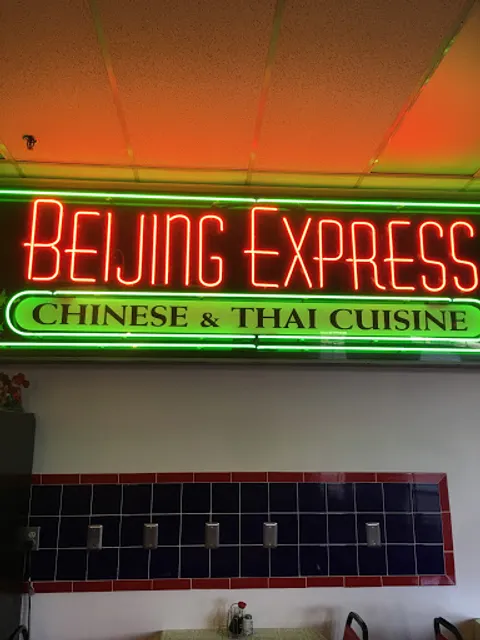 BEIJING EXPRESS
CHINESE & THAI CUISINE